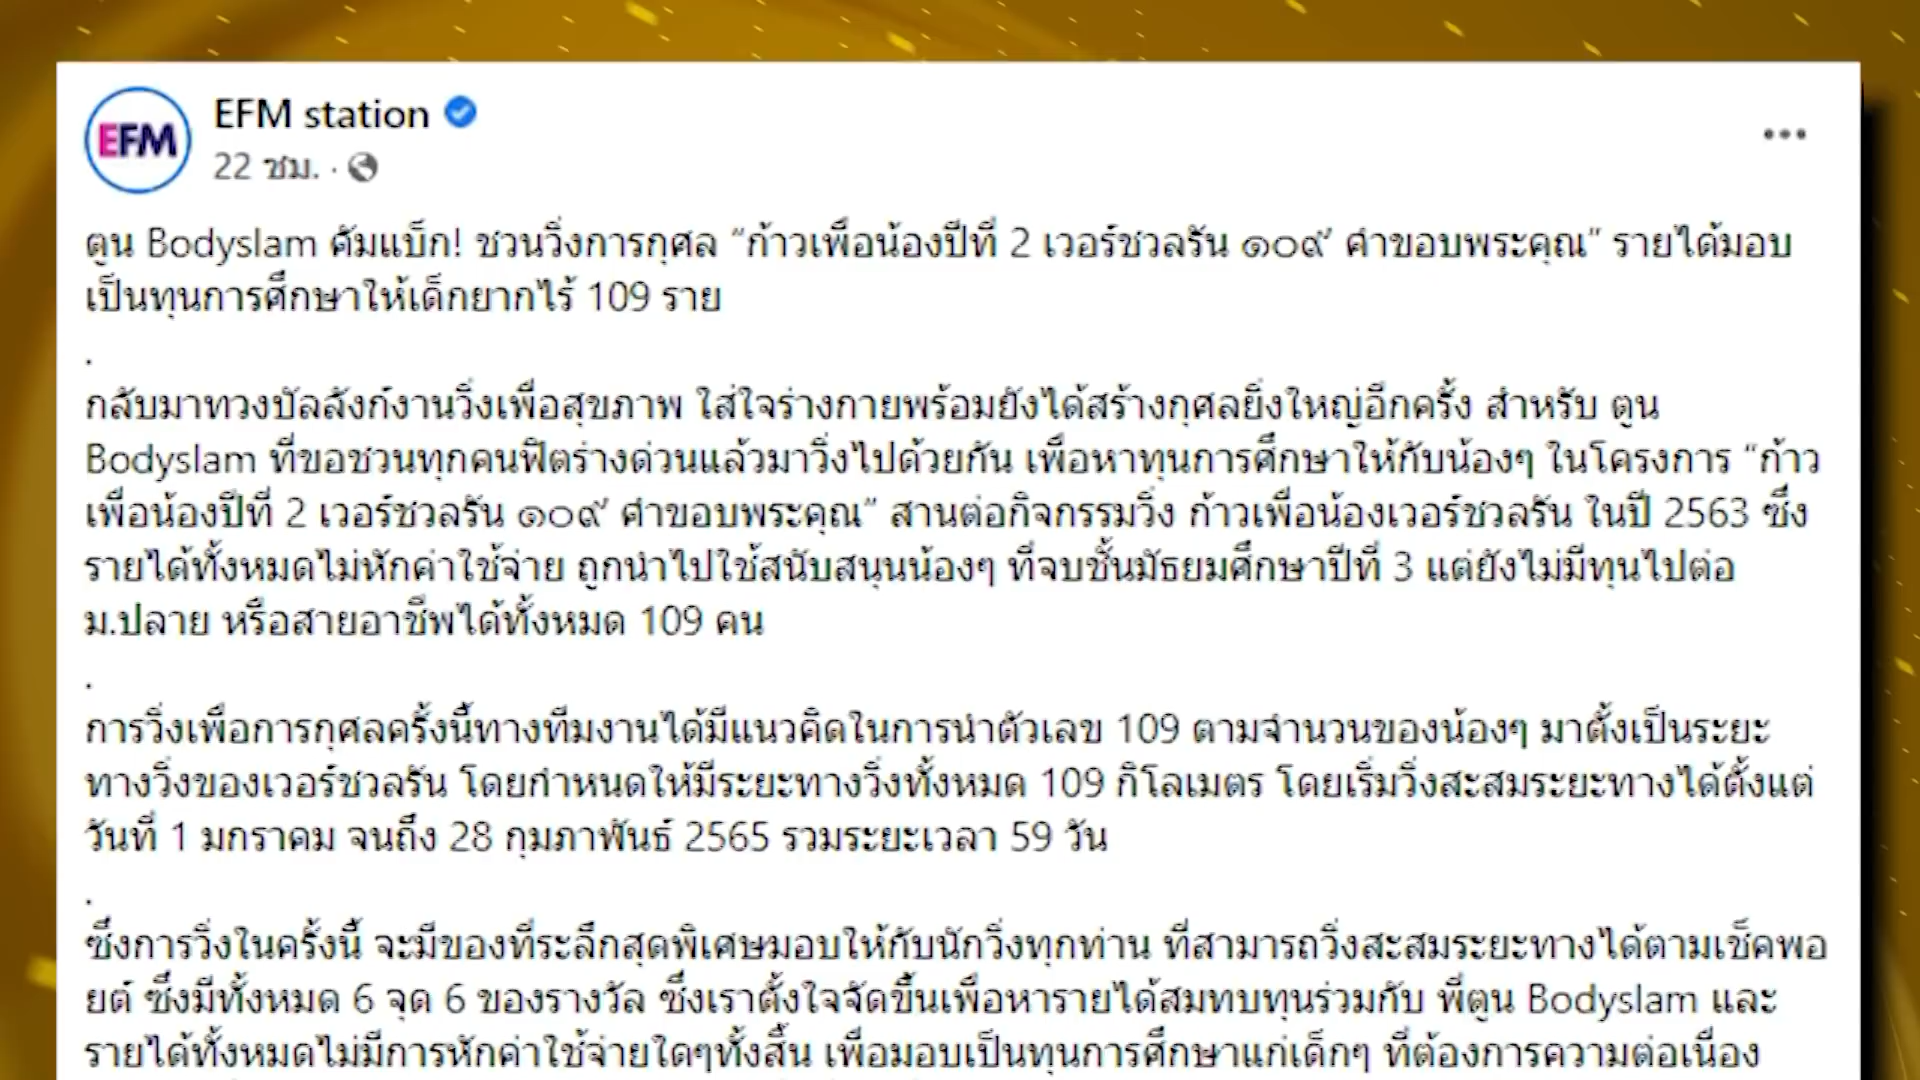 EFM
EFM station
22 ชม.
ตูน Bodyslam คัมแบ็ก! ชวนวิ่งการกุศล “ก้าวเพื่อน้องปีที่ 2 เวอร์ชวลรัน ๑๐๙ คำขอบพระคุณ” รายได้มอบ
เป็นทุนการศึกษาให้เด็กยากไร้ 109 ราย
.
กลับมาทวงบัลลังก์งานวิ่งเพื่อสุขภาพ ใส่ใจร่างกายพร้อมยังได้สร้างกุศลยิ่งใหญ่อีกครั้ง สำหรับ ตูน
Bodyslam ที่ขอชวนทุกคนฟิตร่างด่วนแล้วมาวิ่งไปด้วยกัน เพื่อหาทุนการศึกษาให้กับน้องๆ ในโครงการ “ก้าว
เพื่อน้องปีที่ 2 เวอร์ชวลรัน ๑๐๙ คำขอบพระคุณ” สานต่อกิจกรรมวิ่ง ก้าวเพื่อน้องเวอร์ชวลรัน ในปี 2563 ซึ่ง
รายได้ทั้งหมดไม่หักค่าใช้จ่าย ถูกนำไปใช้สนับสนุนน้องๆ ที่จบชั้นมัธยมศึกษาปีที่ 3 แต่ยังไม่มีทุนไปต่อ
ม.ปลาย หรือสายอาชีพได้ทั้งหมด 109 คน
.
การวิ่งเพื่อการกุศลครั้งนี้ทางทีมงานได้มีแนวคิดในการนำตัวเลข 109 ตามจำนวนของน้องๆ มาตั้งเป็นระยะ
ทางวิ่งของเวอร์ชวลรัน โดยกำหนดให้มีระยะทางวิ่งทั้งหมด 109 กิโลเมตร โดยเริ่มวิ่งสะสมระยะทางได้ตั้งแต่
วันที่ 1 มกราคม จนถึง 28 กุมภาพันธ์ 2565 รวมระยะเวลา 59 วัน
.
ซึ่งการวิ่งในครั้งนี้ จะมีของที่ระลึกสุดพิเศษมอบให้กับนักวิ่งทุกท่าน ที่สามารถวิ่งสะสมระยะทางได้ตามเช็คพอ
ยต์ ซึ่งมีทั้งหมด 6 จุด 6 ของรางวัล ซึ่งเราตั้งใจจัดขึ้นเพื่อหารายได้สมทบทุนร่วมกับ พี่ตูน Bodyslam และ
รายได้ทั้งหมดไม่มีการหักค่าใช้จ่ายใดๆทั้งสิ้น เพื่อมอบเป็นทุนการศึกษาแก่เด็กๆ ที่ต้องการความต่อเนื่อง